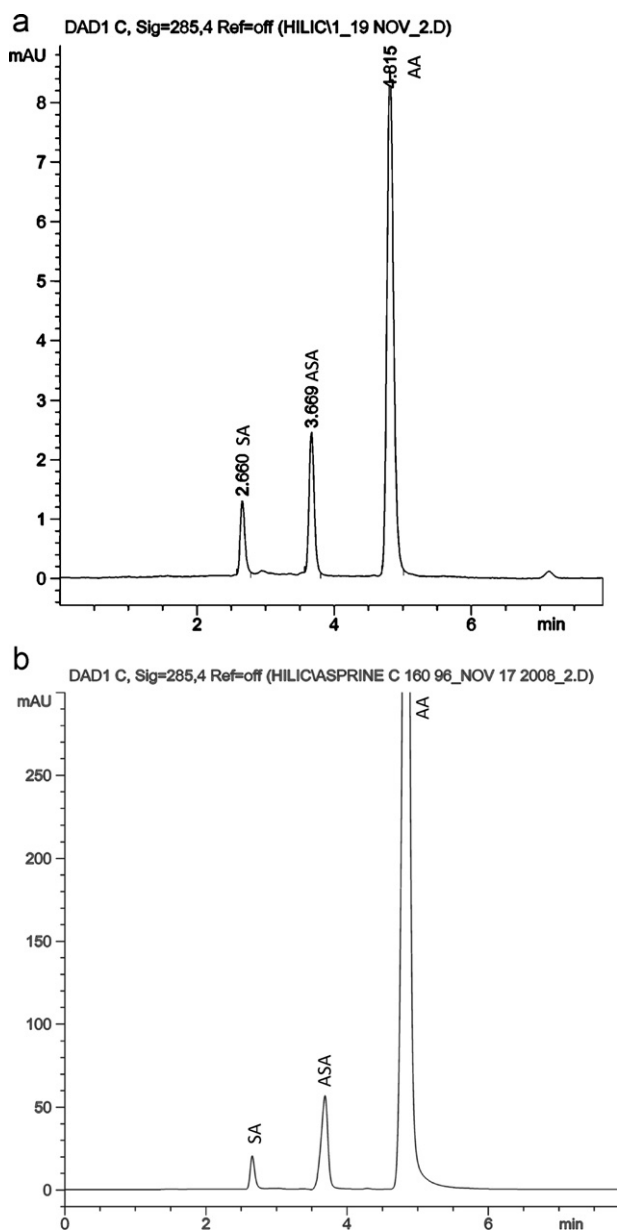 a
DAD1 C, Sig=285,4 Ref=off (HILIC\1_19 NOV_2.D)
mAU
8
7
6
5
4
3
2
1
0
2.660 SA
3.669 ASA
4.815 AA
2
4
6
min
b
DAD1 C, Sig=285,4 Ref=off (HILIC\ASPRINE C 160 96_NOV 17 2008_2.D)
mAU
250
200
150
100
50
0
SA
ASA
AA
0
2
4
6
min